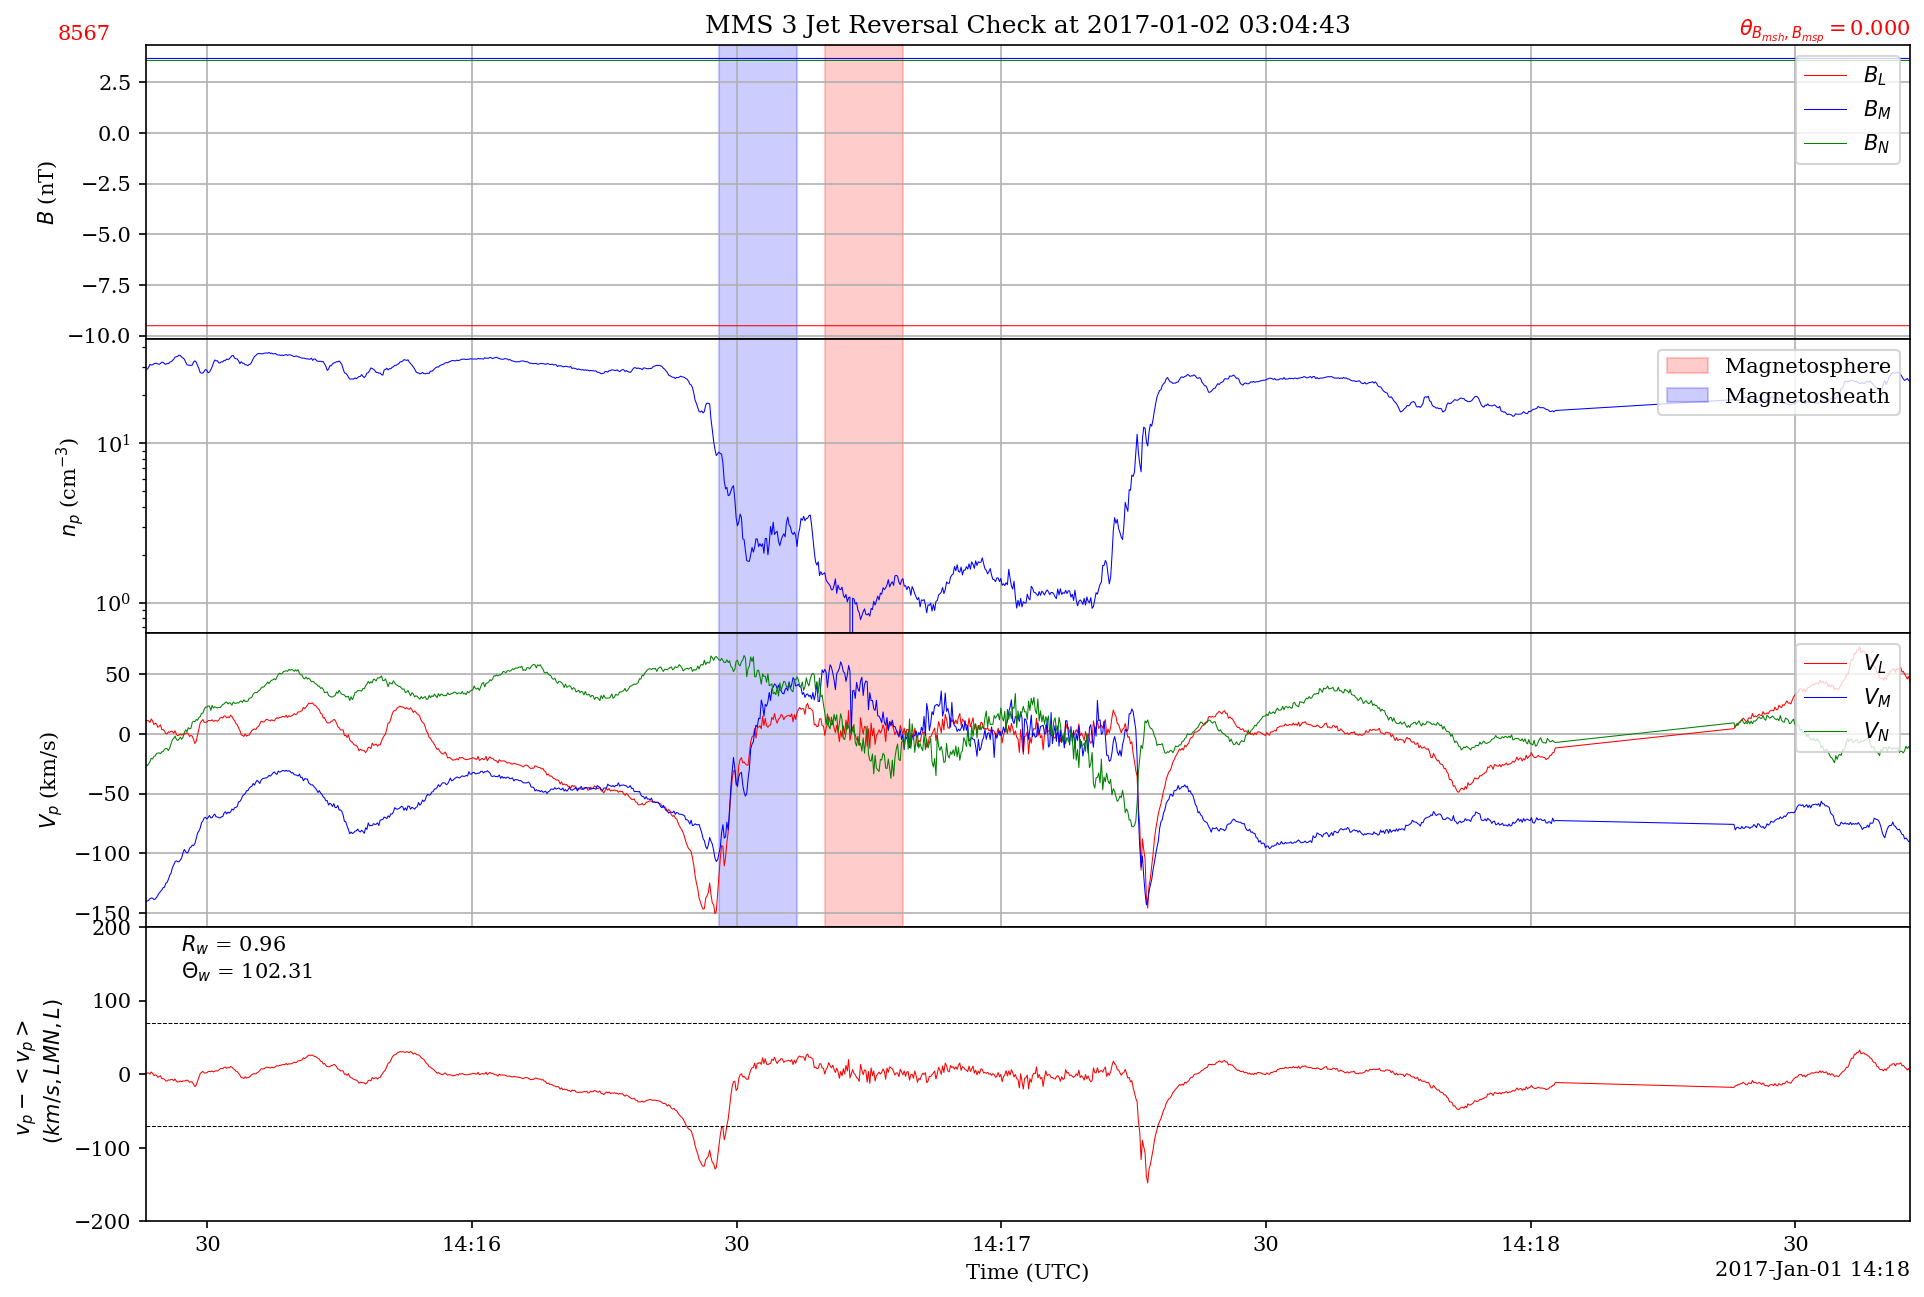 MMS 3 Jet Reversal Check at 2017-01-02 03:04:43
8567
θ_{B_{msh}, B_{msp}} = 0.000
B (nT)
2.5
0.0
−2.5
−5.0
−7.5
−10.0
B_L
B_M
B_N
n_p (cm^{−3})
10^1
10^0
Magnetosphere
Magnetosheath
V_p (km/s)
50
0
−50
−100
−150
V_L
V_M
V_N
v_p − < v_p >
(km/s, LMN, L)
200
100
0
−100
−200
R_w = 0.96
Θ_w = 102.31
30
14:16
30
14:17
30
14:18
30
Time (UTC)
2017-Jan-01 14:18